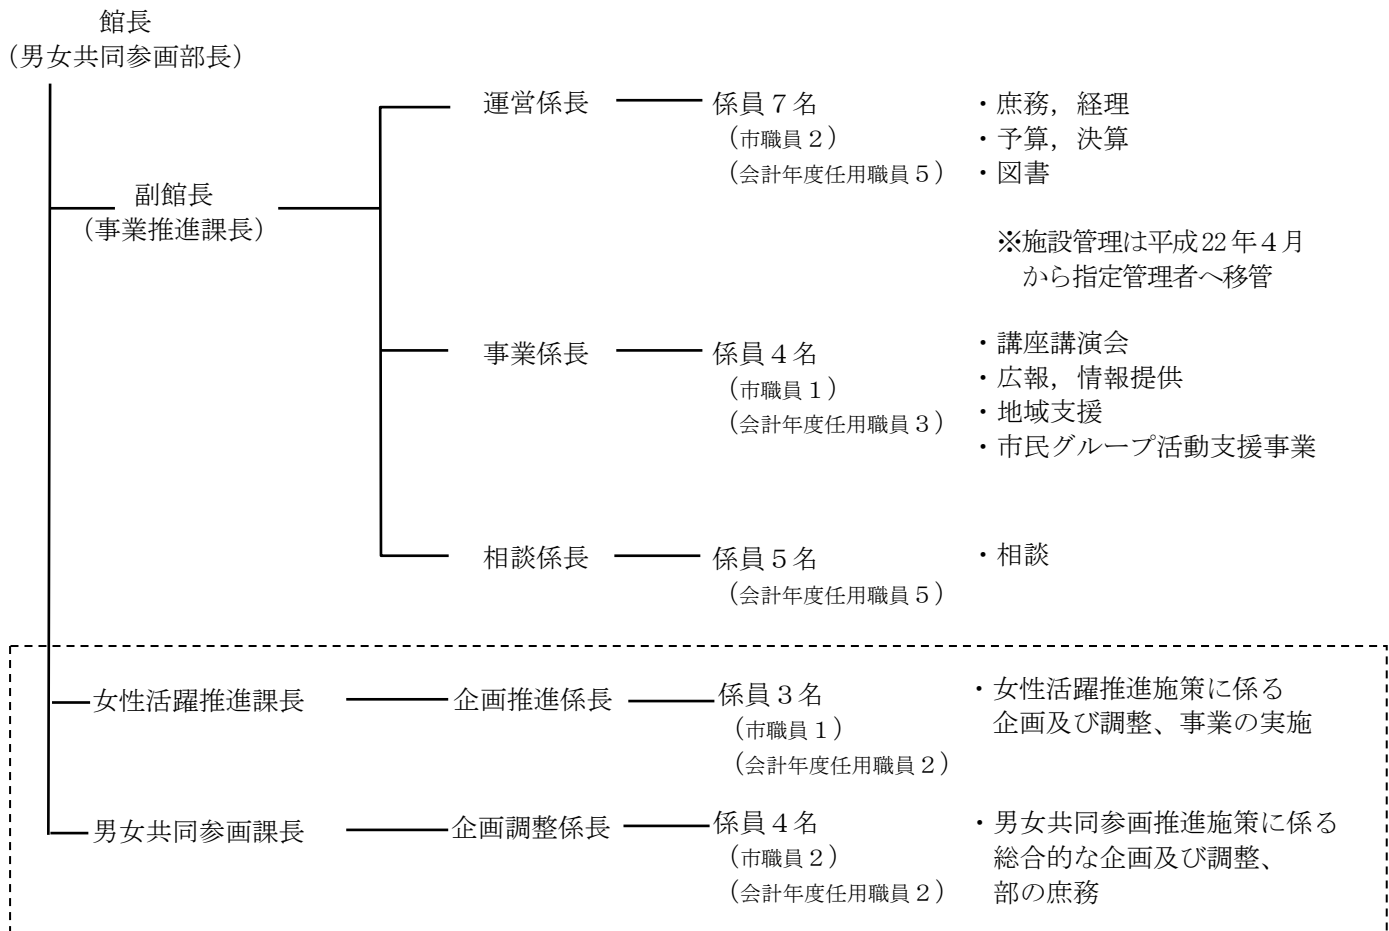 館長
（男女共同参画部長）
運営係長
係員７名
（市職員２）
（会計年度任用職員５）
・庶務，経理
・予算，決算
・図書
副館長
（事業推進課長）
※施設管理は平成22年４月
から指定管理者へ移管
事業係長
係員４名
（市職員１）
（会計年度任用職員３）
・講座講演会
・広報，情報提供
・地域支援
・市民グループ活動支援事業
相談係長
係員５名
（会計年度任用職員５）
・相談
女性活躍推進課長
企画推進係長
係員３名
（市職員１）
（会計年度任用職員２）
・女性活躍推進施策に係る
企画及び調整、事業の実施
男女共同参画課長
企画調整係長
係員４名
（市職員２）
（会計年度任用職員２）
・男女共同参画推進施策に係る
総合的な企画及び調整、
部の庶務